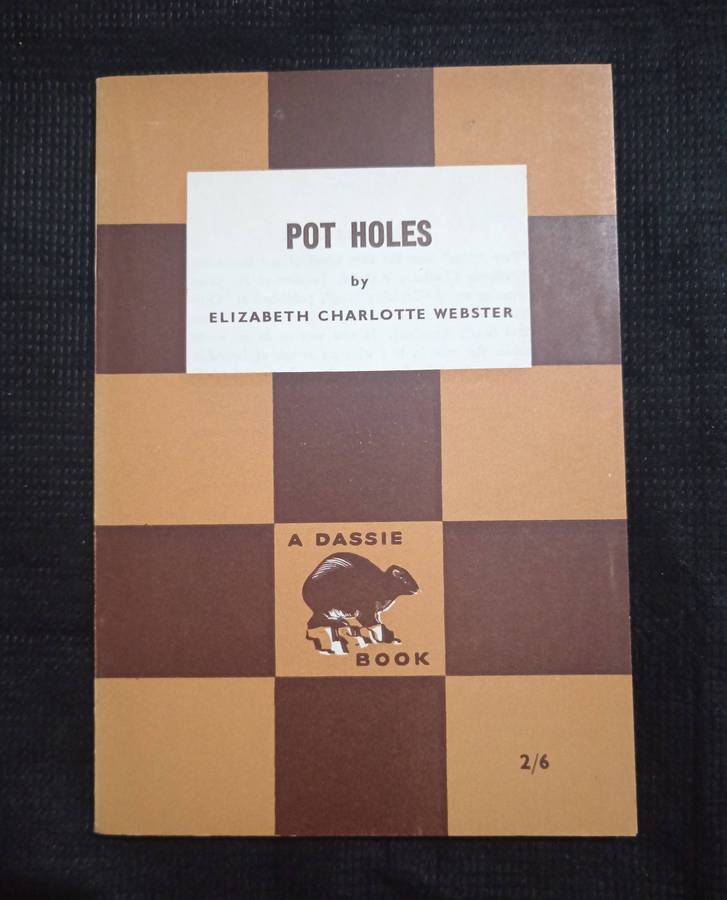 POT HOLES
by
ELIZABETH CHARLOTTE WEBSTER
A DASSIE
BOOK
2/6